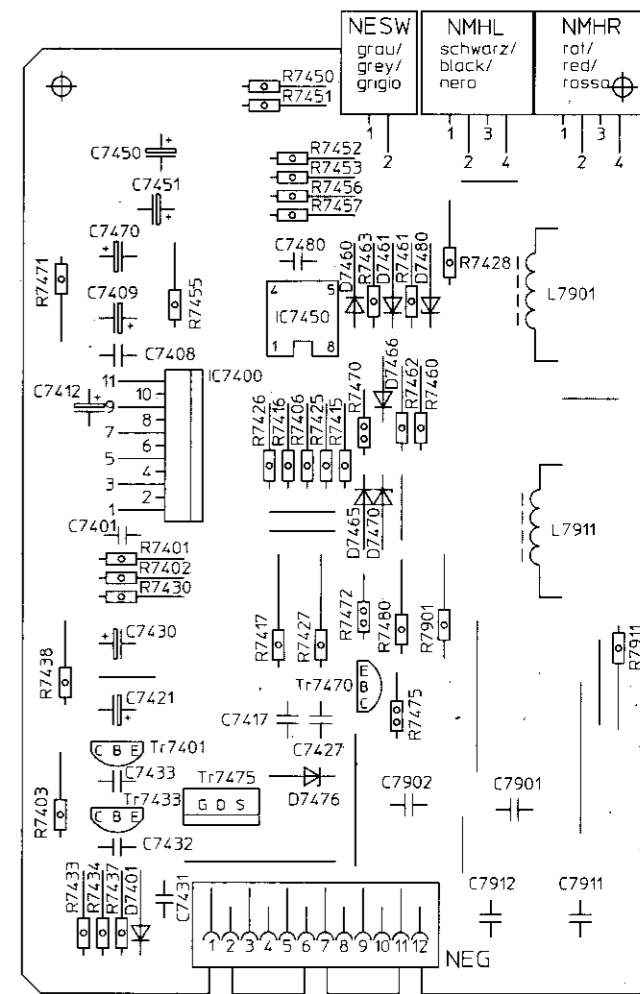 NESW
grau/
grey/
grigio
NMHL
schwarz/
black/
nero
NMHR
rot/
red/
rosso
1 2
1 2 3 4
1 2 3 4
R7450
R7451
C7450
C7451
R7452
R7453
R7456
R7457
C7470
C7480
D7460
R7463
D7461
R7461
D7480
R7428
R7471
C7409
R7455
4 5
IC7450
1 8
L7901
C7408
IC7400
C7412
11
10
9
8
7
6
5
4
3
2
1
R7426
R7416
R7406
R7425
R7415
R7470
D7466
R7462
R7460
C7401
R7401
R7402
R7430
D7465
D7470
L7911
C7430
R7438
R7417
R7427
R7472
R7480
R7901
R7911
C7421
Tr7470
E
B
C
R7475
C7417
C7427
Tr7401
C B E
C7433
Tr7433
C B E
C7432
R7403
Tr7475
G D S
D7476
C7902
C7901
R7433
R7434
R7437
D7401
C7431
C7912
C7911
1 2 3 4 5 6 7 8 9 10 11 12
NEG